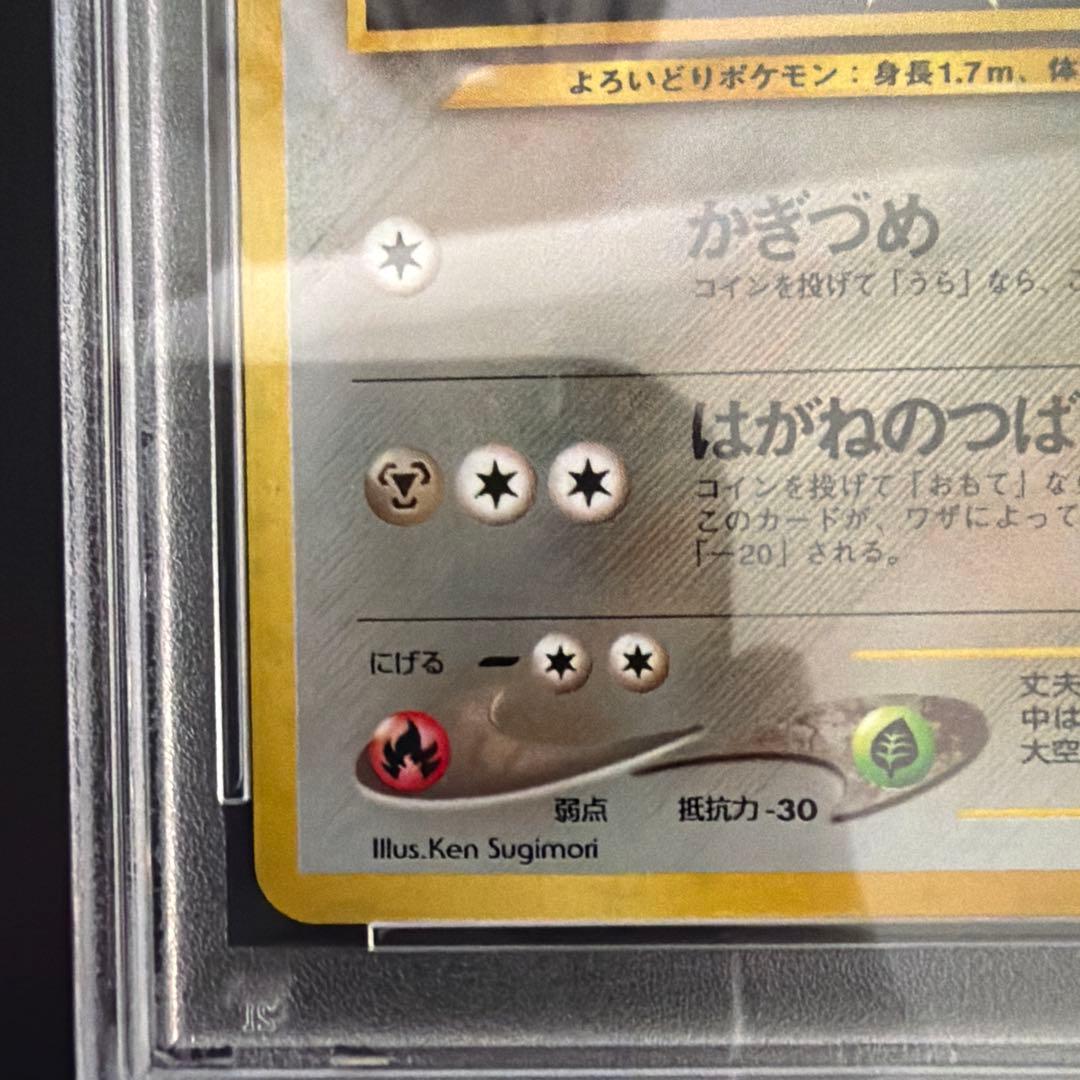 よろいどりポケモン：身長1.7m、体
かぎづめ
コインを投げて「うら」なら、こ
はがねのつば
コインを投げて「おもて」なら
このカードが、ワザによって
「－20」される。
にげる －
丈夫
中は
大空
弱点 抵抗力 -30
Illus.Ken Sugimori